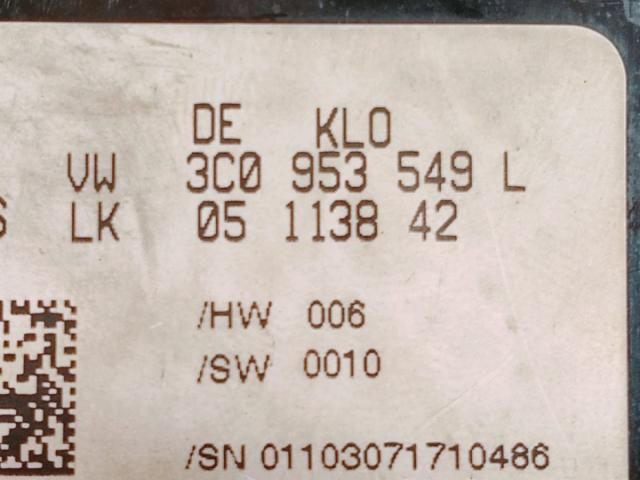 DE KLO
VW 3C0 953 549 L
LK 05 1138 42
/HW 006
/SW 0010
/SN 01103071710486